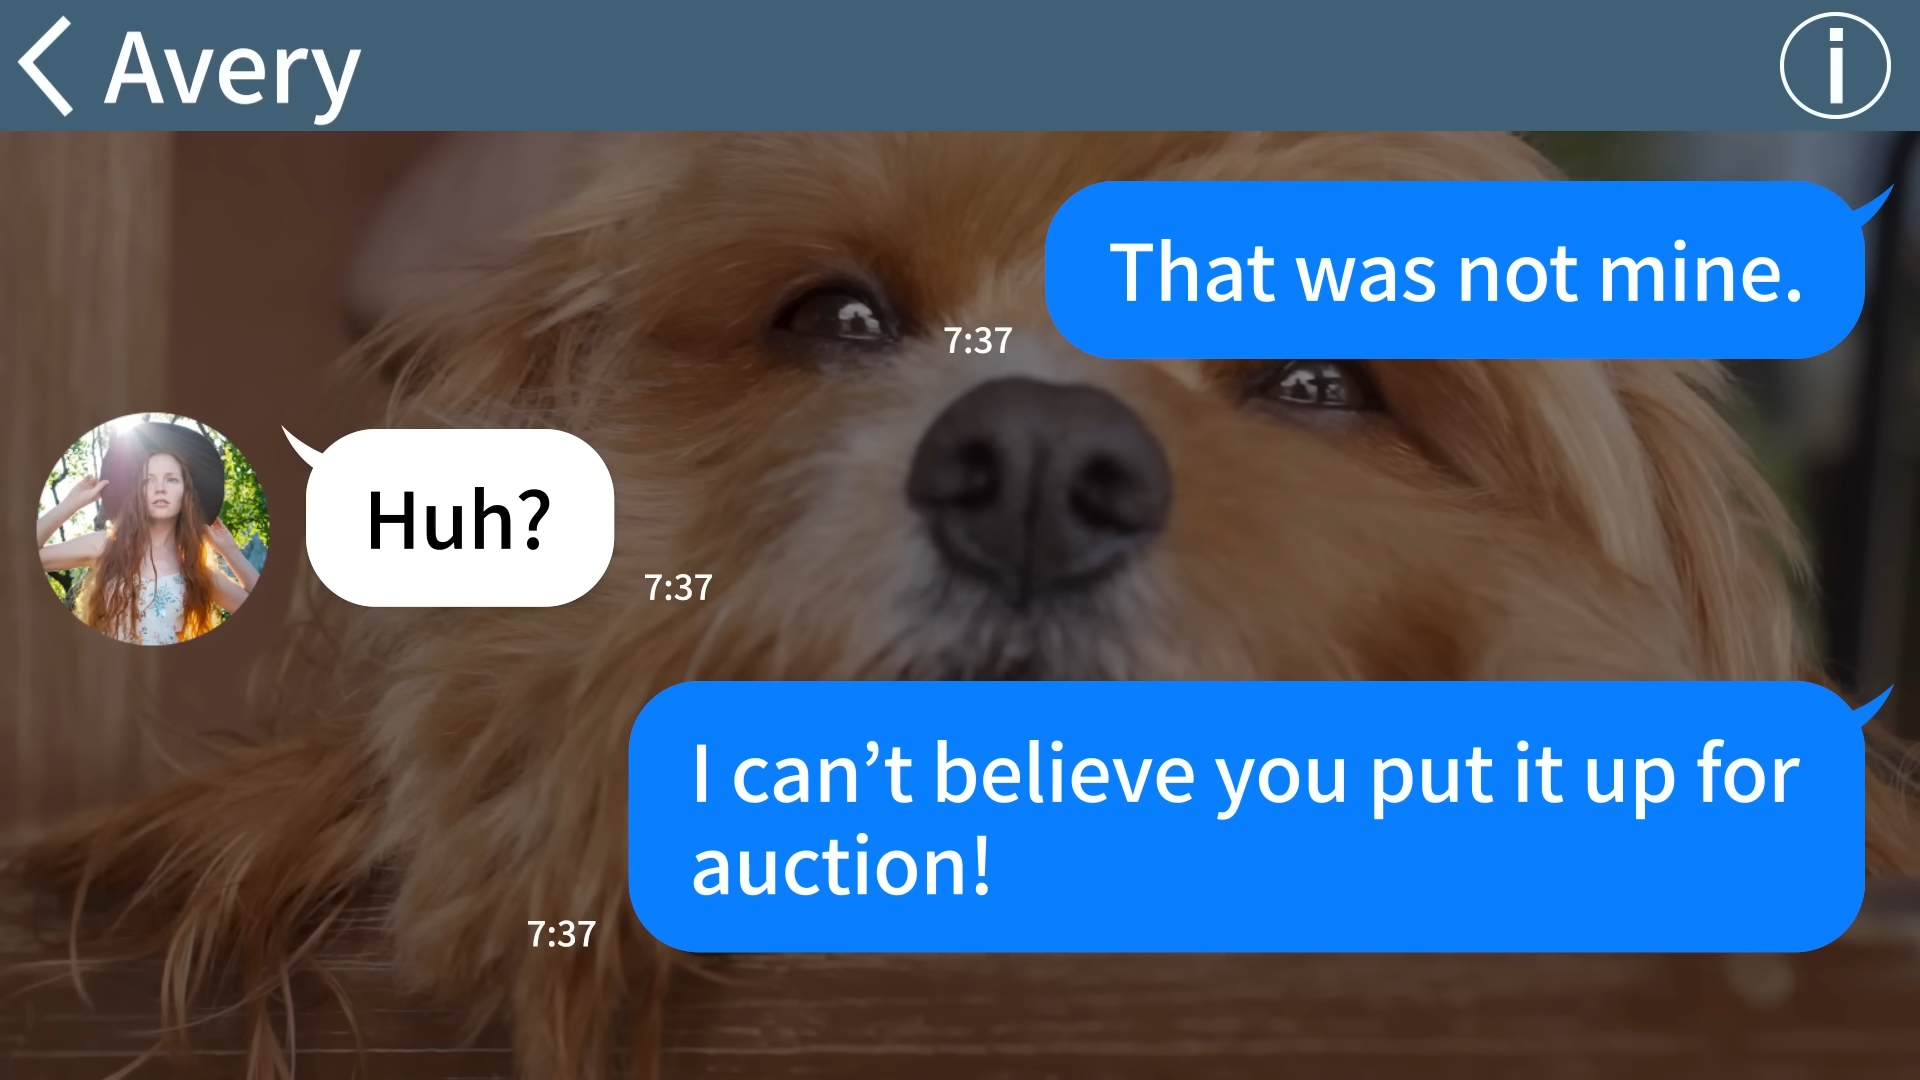 Avery
That was not mine.
7:37
Huh?
7:37
I can’t believe you put it up for
auction!
7:37